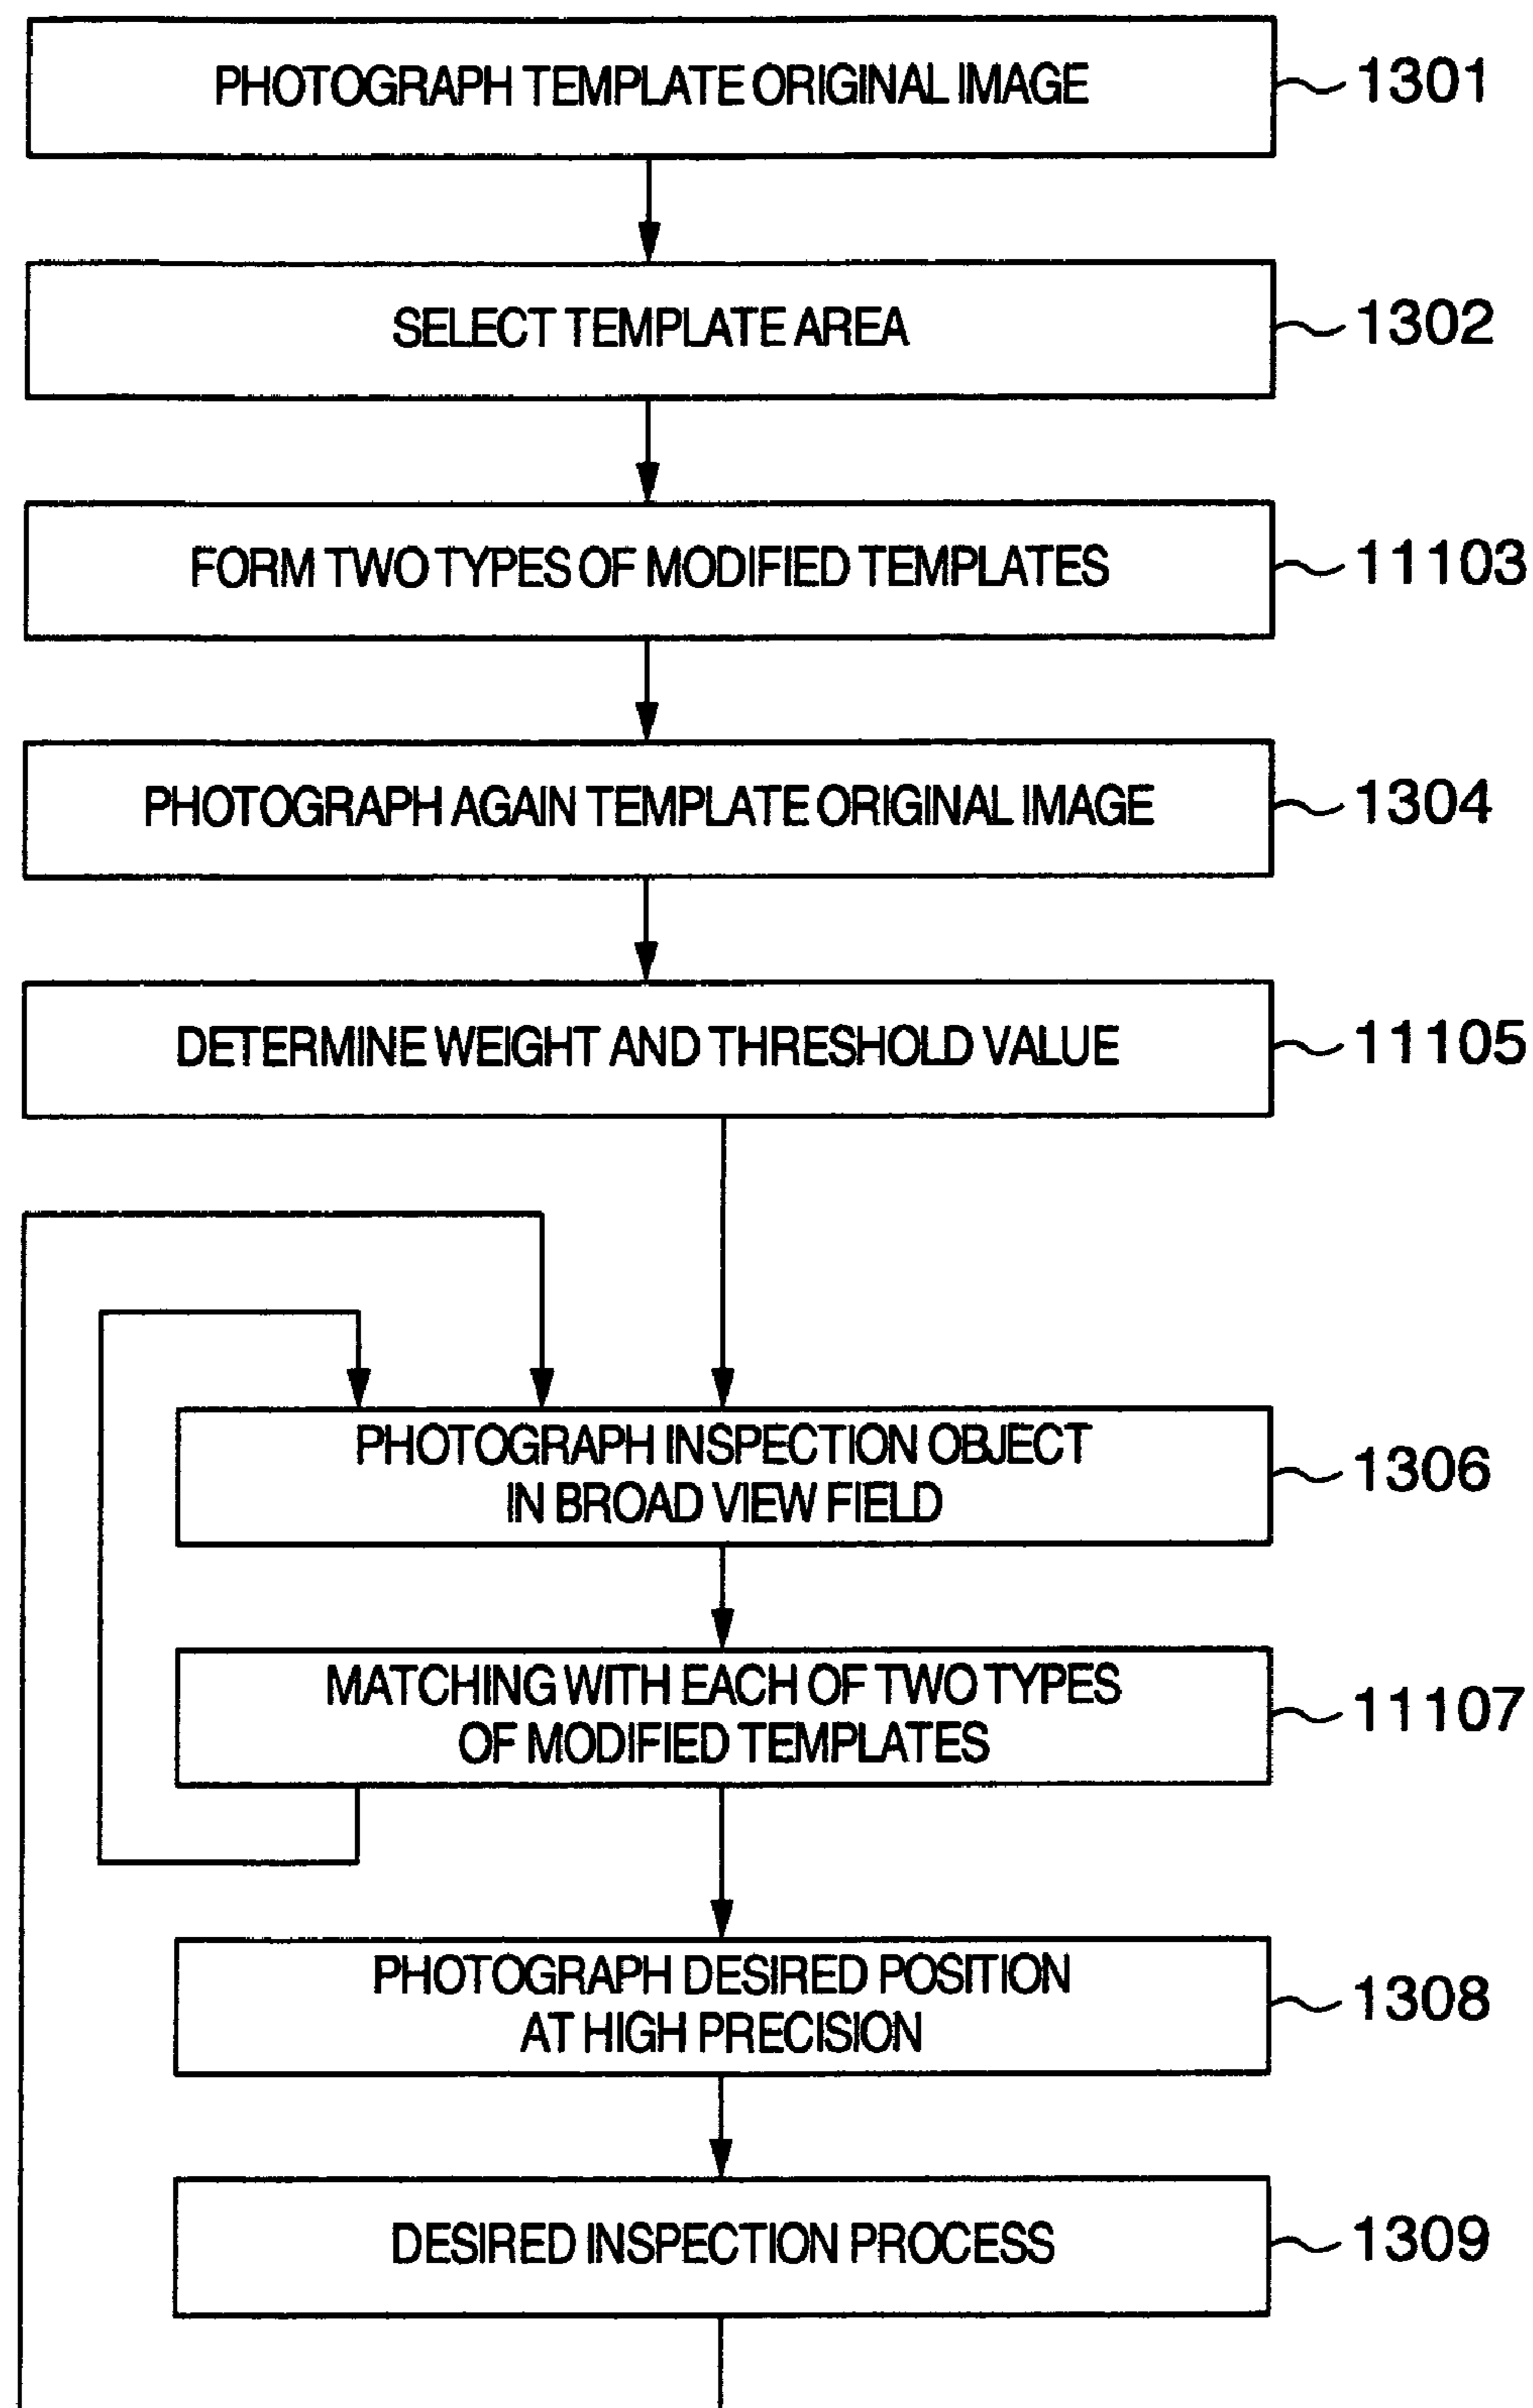 PHOTOGRAPH TEMPLATE ORIGINAL IMAGE
1301
SELECT TEMPLATE AREA
1302
FORM TWO TYPES OF MODIFIED TEMPLATES
11103
PHOTOGRAPH AGAIN TEMPLATE ORIGINAL IMAGE
1304
DETERMINE WEIGHT AND THRESHOLD VALUE
11105
PHOTOGRAPH INSPECTION OBJECT
IN BROAD VIEW FIELD
1306
MATCHING WITH EACH OF TWO TYPES
OF MODIFIED TEMPLATES
11107
PHOTOGRAPH DESIRED POSITION
AT HIGH PRECISION
1308
DESIRED INSPECTION PROCESS
1309